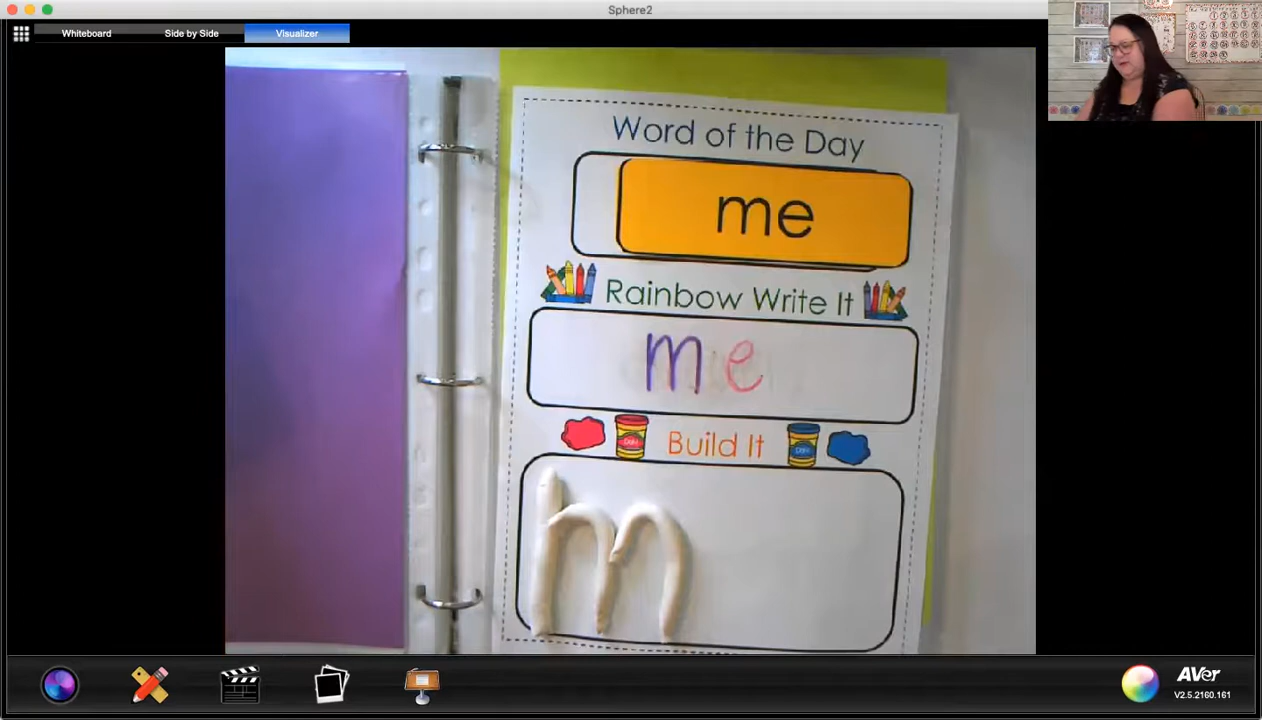 Sphere2
Whiteboard
Side by Side
Visualizer
Word of the Day
me
Rainbow Write It
me
Build It
m
AVer
V2.5.2160.161